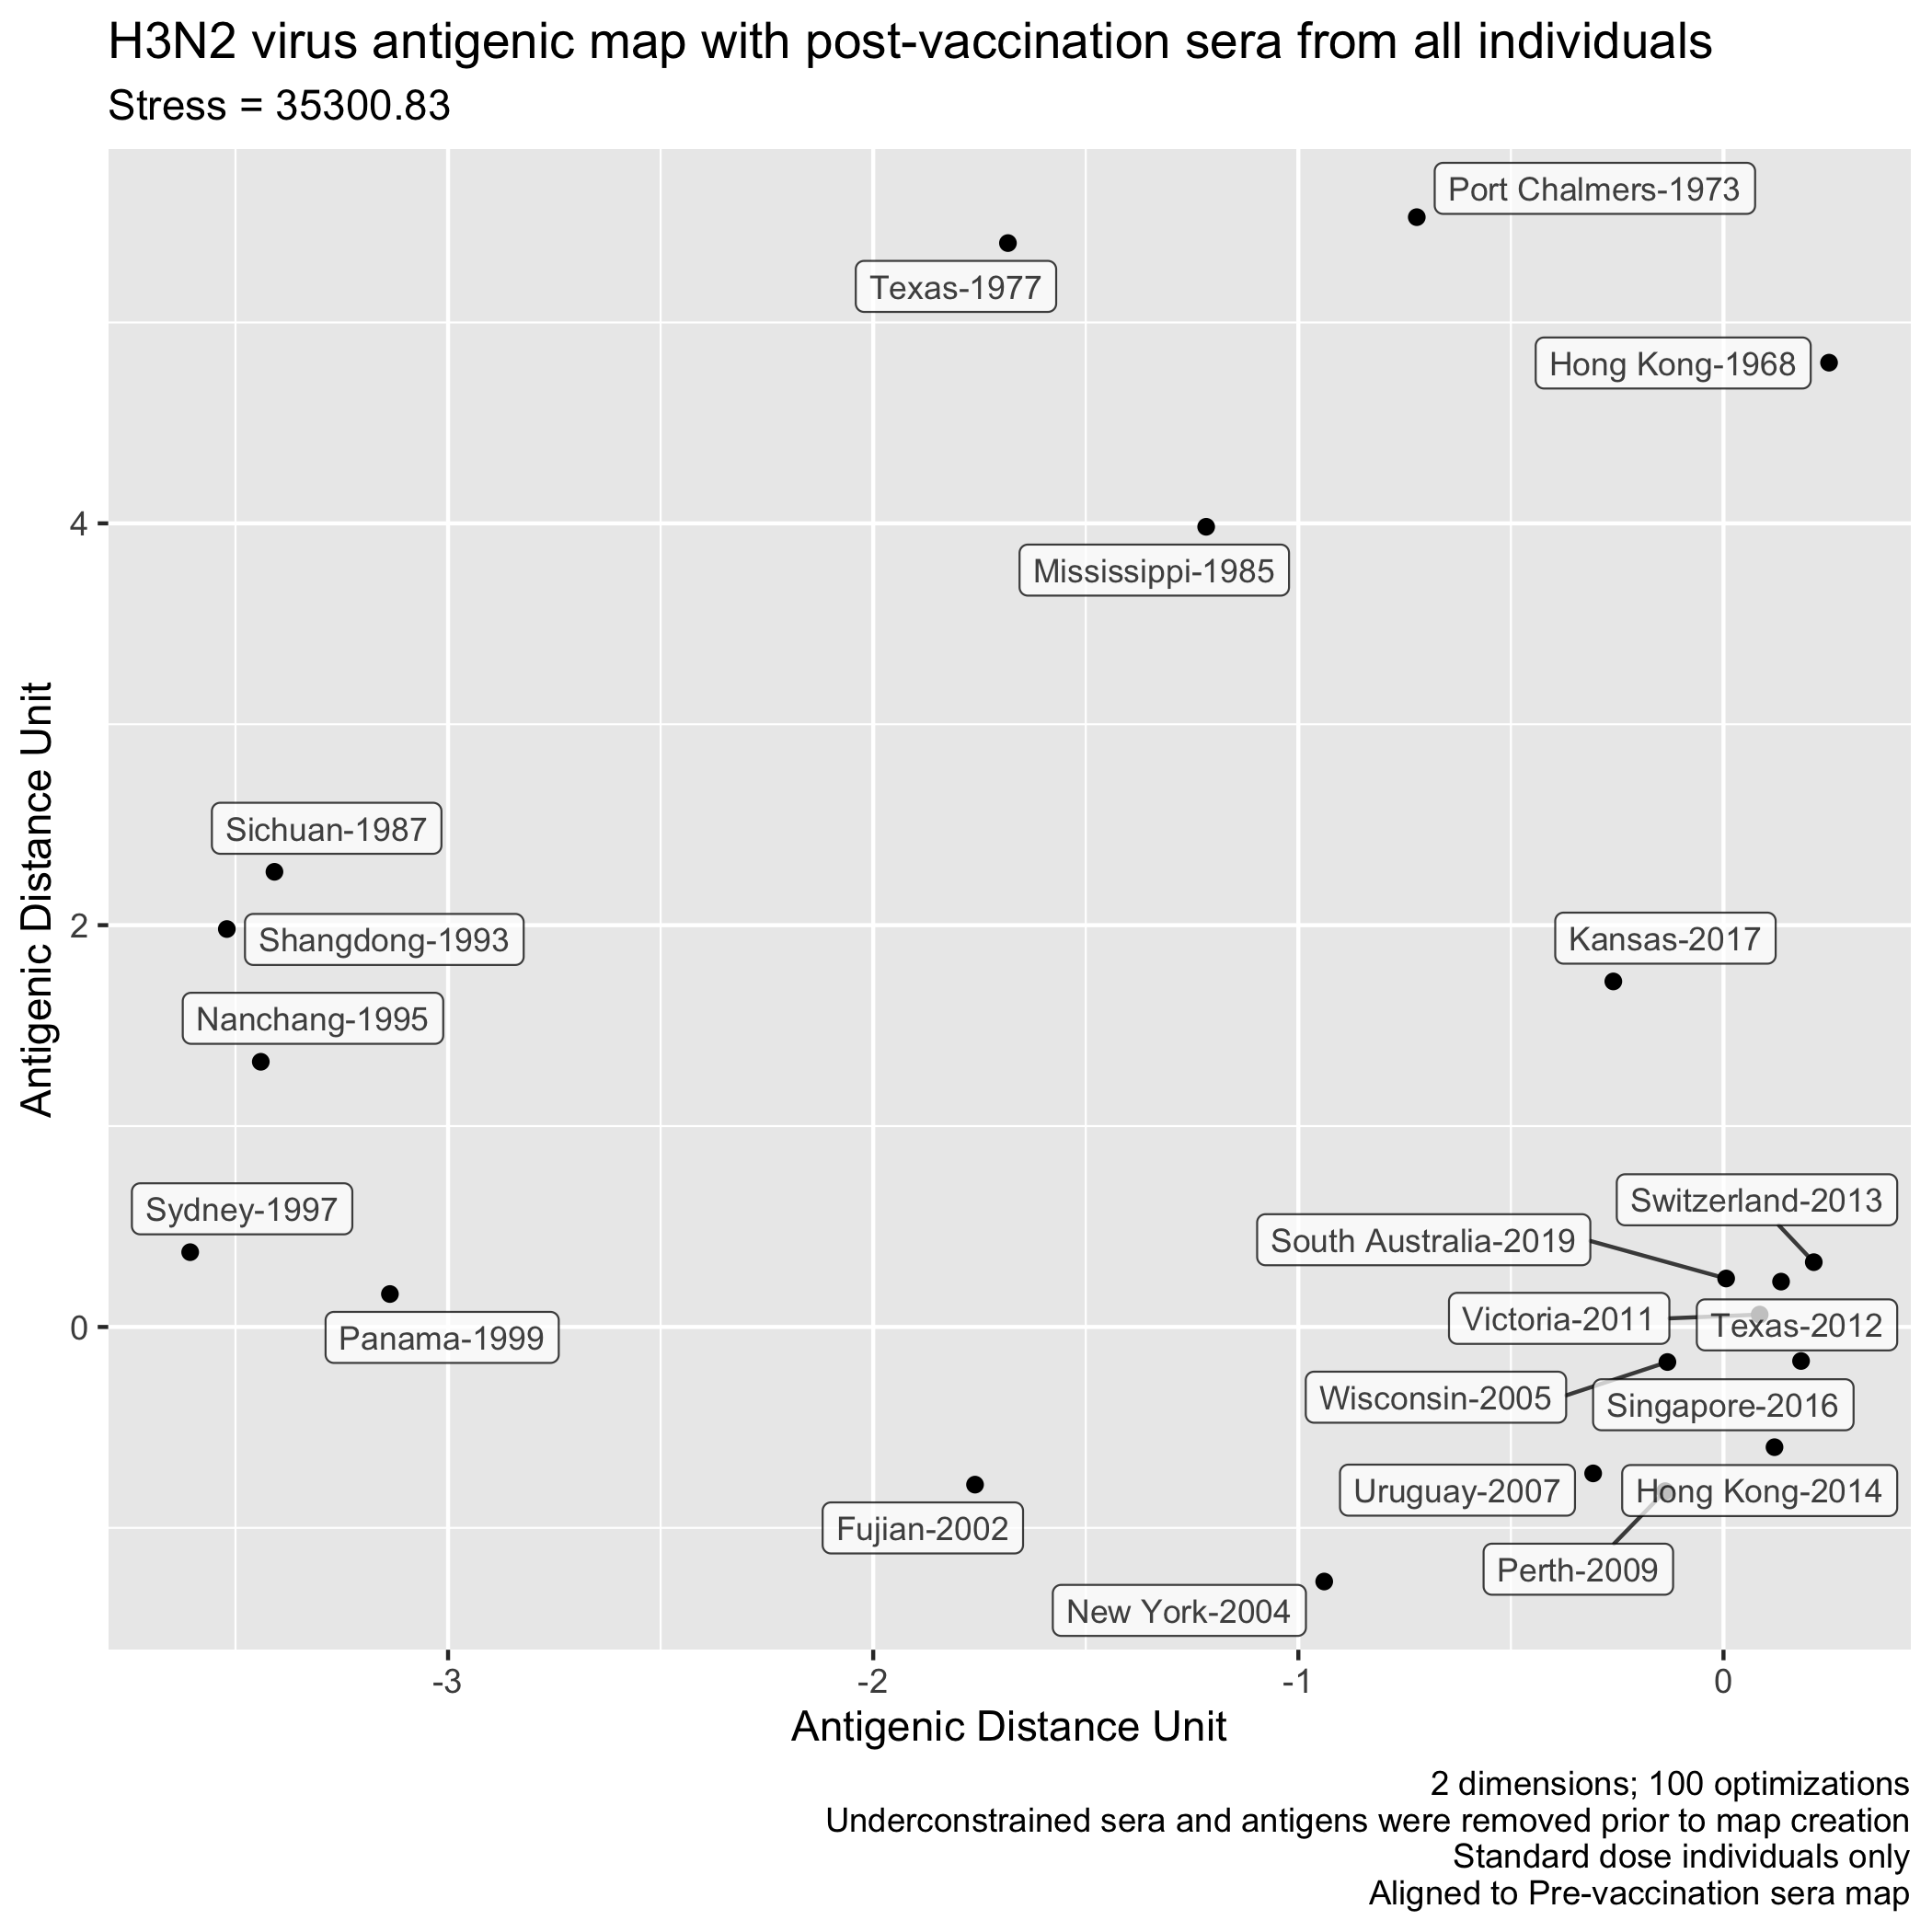 H3N2 virus antigenic map with post-vaccination sera from all individuals
Stress = 35300.83
Port Chalmers-1973
Texas-1977
Hong Kong-1968
4
Mississippi-1985
Antigenic Distance Unit
Sichuan-1987
2
Shangdong-1993
Kansas-2017
Nanchang-1995
Sydney-1997
Switzerland-2013
South Australia-2019
Victoria-2011
Texas-2012
0
Panama-1999
Wisconsin-2005
Singapore-2016
Uruguay-2007
Hong Kong-2014
Fujian-2002
Perth-2009
New York-2004
-3
-2
-1
0
Antigenic Distance Unit
2 dimensions; 100 optimizations
Underconstrained sera and antigens were removed prior to map creation
Standard dose individuals only
Aligned to Pre-vaccination sera map